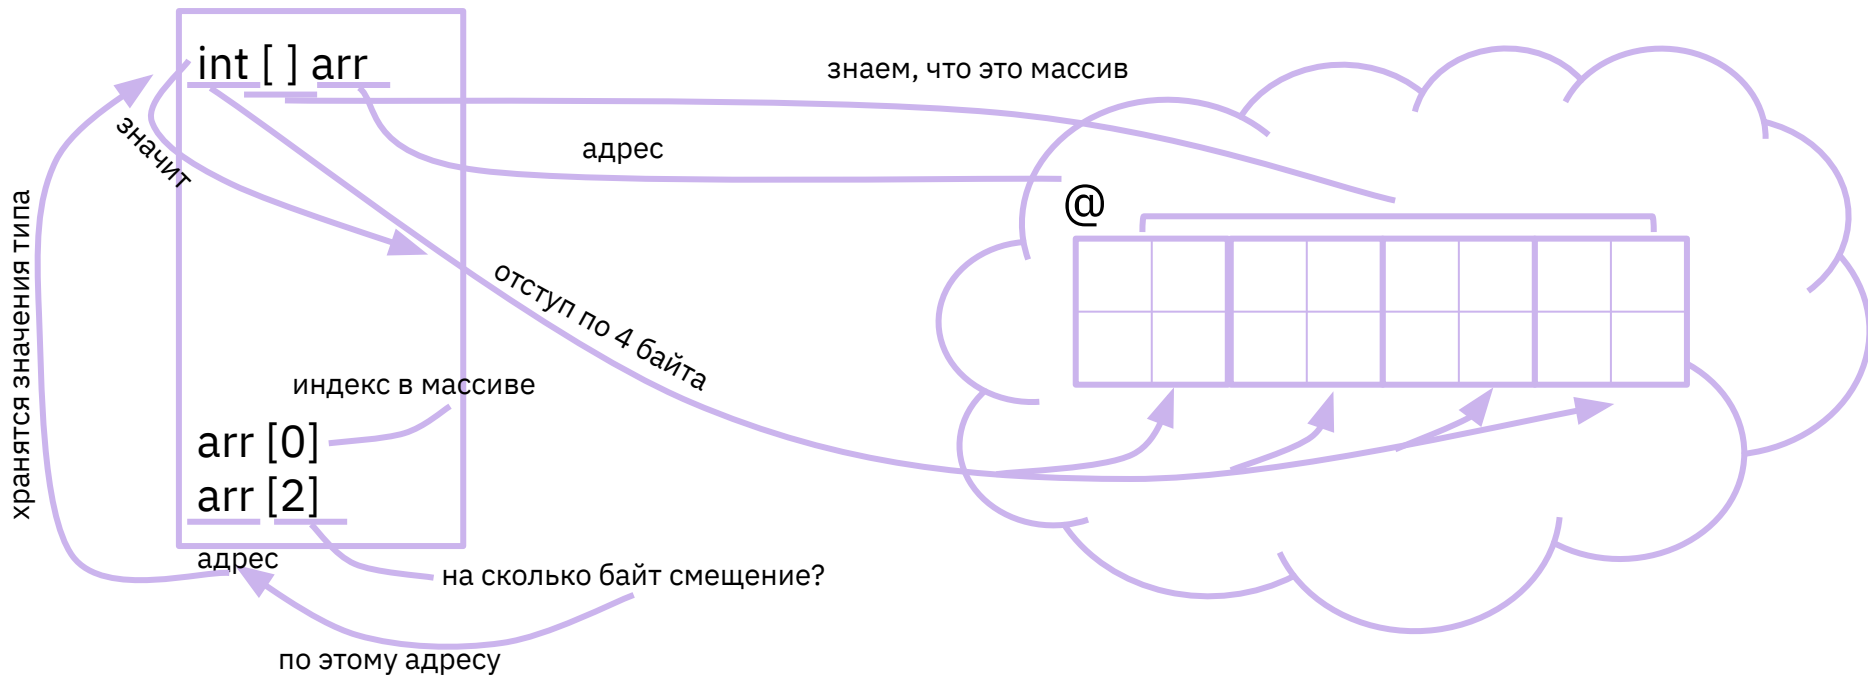 int [ ] arr
знаем, что это массив
адрес
@
значит
хранятся значения типа
отступ по 4 байта
индекс в массиве
arr [0]
arr [2]
адрес
на сколько байт смещение?
по этому адресу